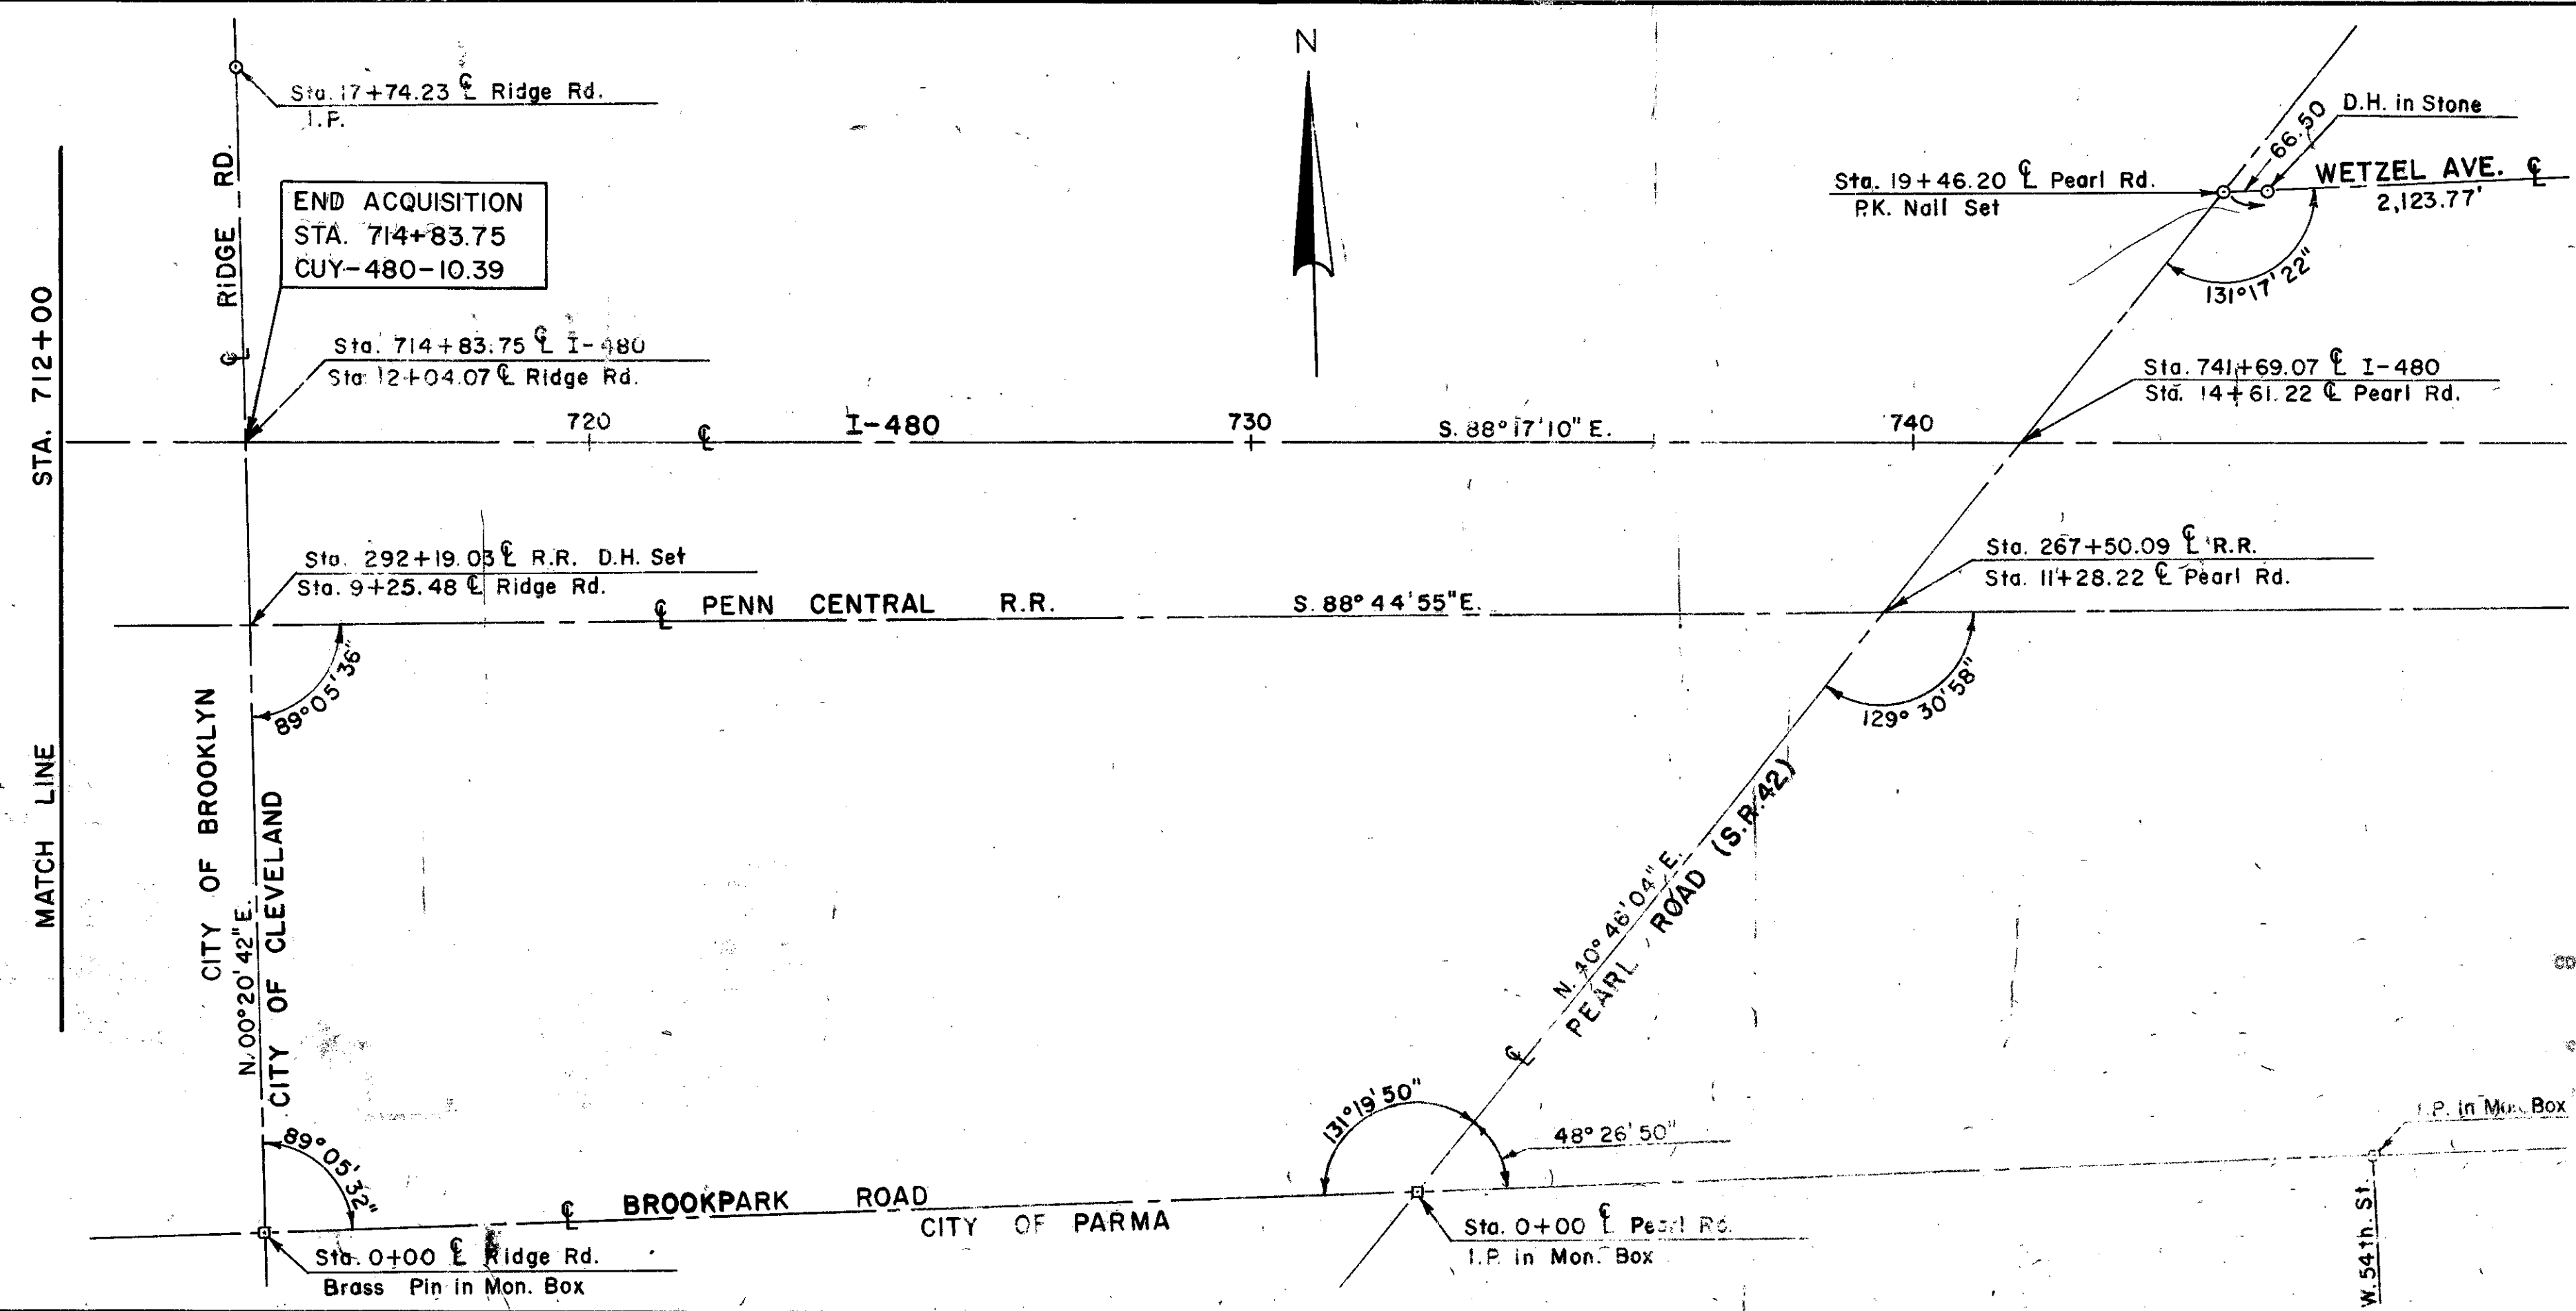 N
Sta. 17+74.23 ℄ Ridge Rd.
I.P.
RIDGE RD.
℄
END ACQUISITION
STA. 714+83.75
CUY-480-10.39
D.H. in Stone
66.50
Sta. 19+46.20 ℄ Pearl Rd.
P.K. Nail Set
WETZEL AVE. ℄
2,123.77'
131°17'22"
MATCH LINE STA. 712+00
Sta. 714+83.75 ℄ I-480
Sta. 12+04.07 ℄ Ridge Rd.
Sta. 741+69.07 ℄ I-480
Sta. 14+61.22 ℄ Pearl Rd.
720 ℄ I-480 730 S. 88°17'10" E. 740
Sta. 292+19.03 ℄ R.R. D.H. Set
Sta. 9+25.48 ℄ Ridge Rd.
Sta. 267+50.09 ℄ R.R.
Sta. 11+28.22 ℄ Pearl Rd.
℄ PENN CENTRAL R.R. S. 88° 44'55"E.
89°05'36"
129° 30'58"
CITY OF BROOKLYN
N. 00°20'42"E.
CITY OF CLEVELAND
N. 40° 46'04" E.
℄ PEARL ROAD (S.R.42)
89°05'32"
131°19'50"
48° 26'50"
I.P. in Mon. Box
℄ BROOKPARK ROAD
CITY OF PARMA
Sta. 0+00 ℄ Ridge Rd.
Brass Pin in Mon. Box
Sta. 0+00 ℄ Pearl Rd.
I.P. in Mon. Box
W. 54th. St.